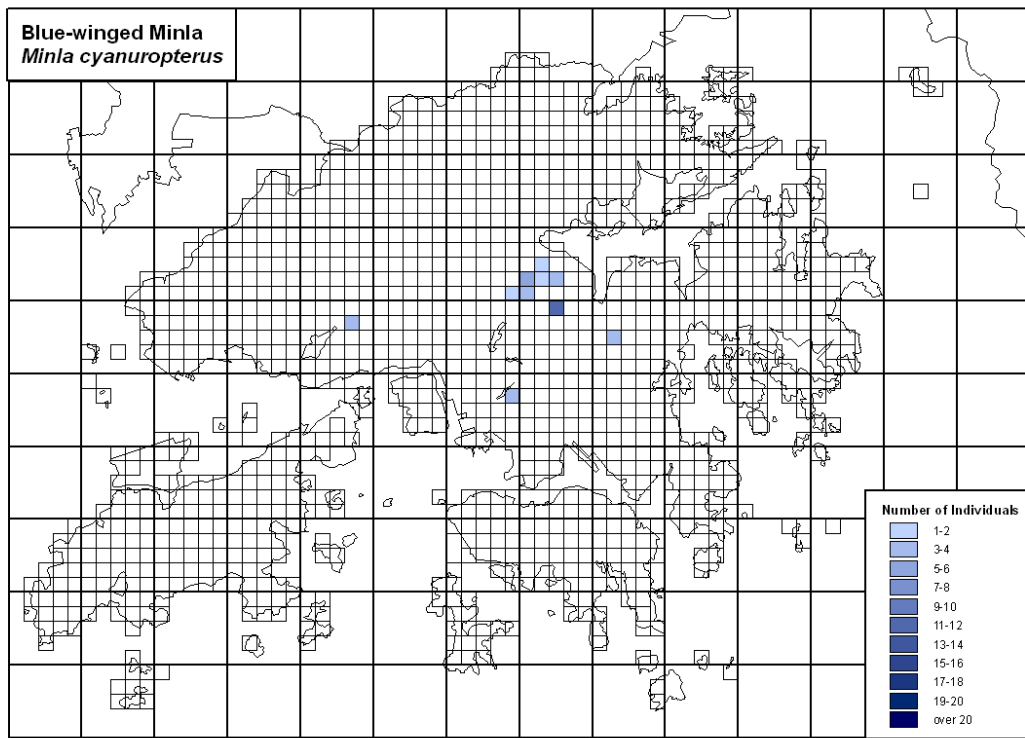 Blue-winged Minla
Minla cyanuropterus
Number of Individuals
1-2
3-4
5-6
7-8
9-10
11-12
13-14
15-16
17-18
19-20
over 20